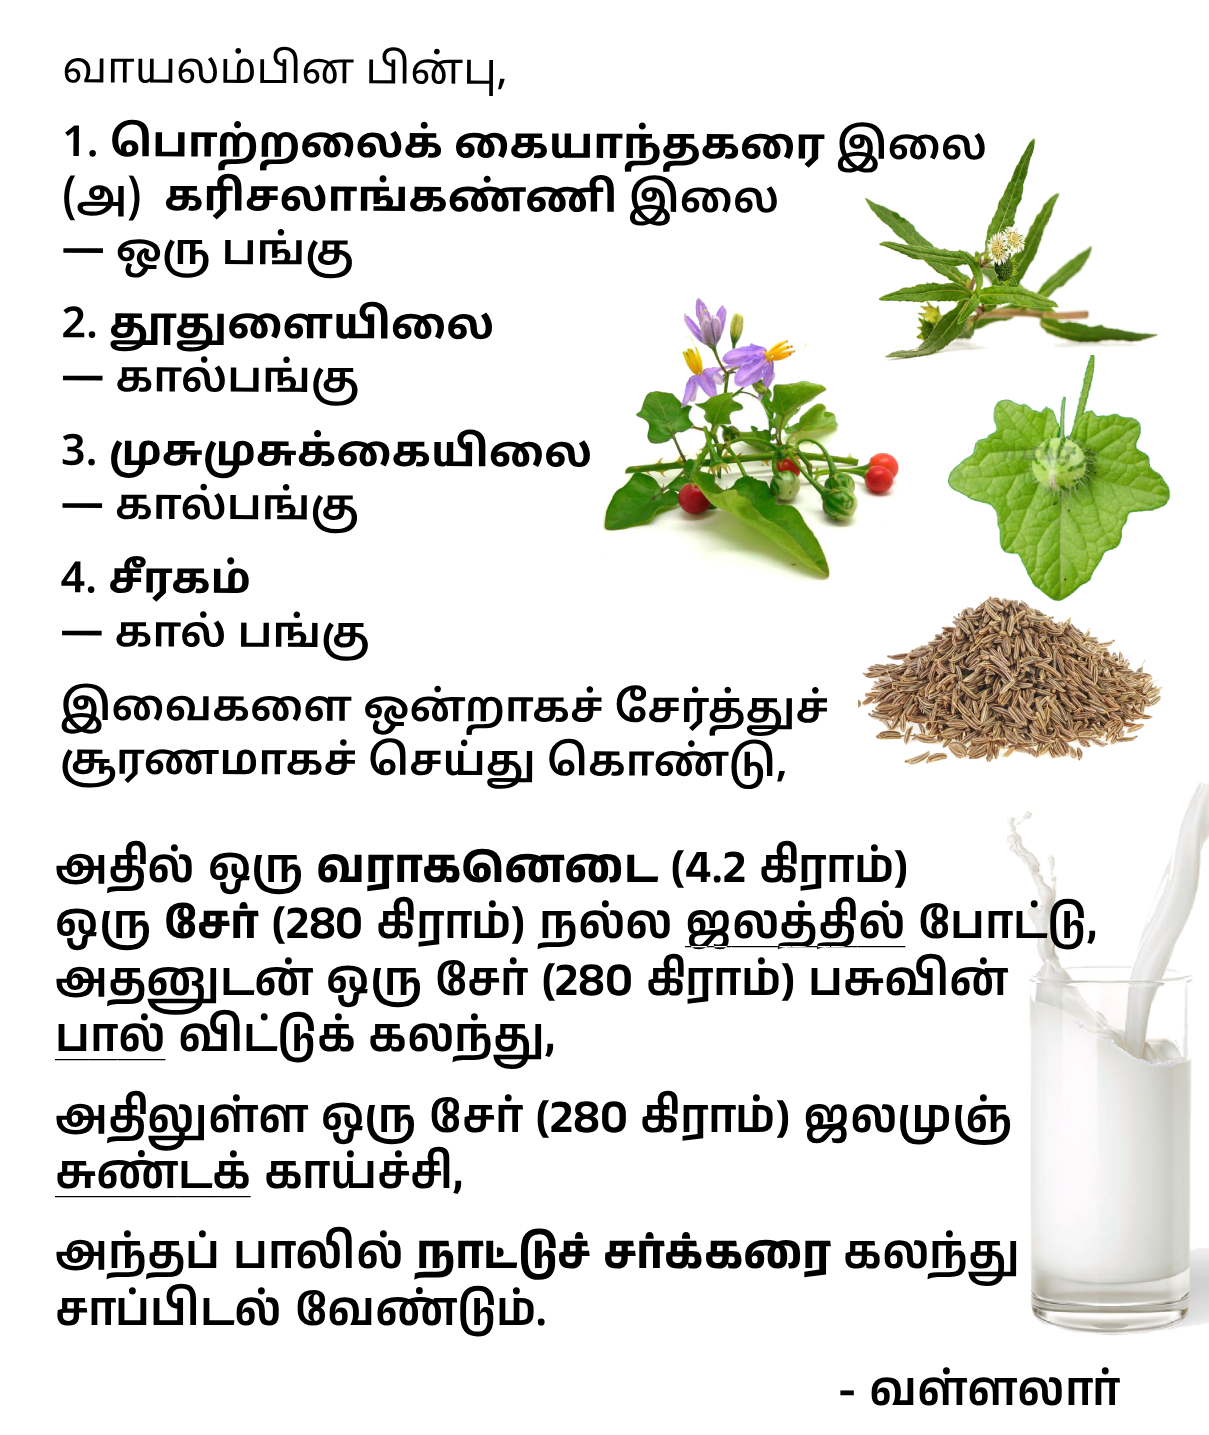 வாயலம்பின பின்பு,
1. பொற்றலைக் கையாந்தகரை இலை
(அ) கரிசலாங்கண்ணி இலை
— ஒரு பங்கு
2. தூதுளையிலை
— கால்பங்கு
3. முசுமுசுக்கையிலை
— கால்பங்கு
4. சீரகம்
— கால் பங்கு
இவைகளை ஒன்றாகச் சேர்த்துச்
சூரணமாகச் செய்து கொண்டு,
அதில் ஒரு வராகனெடை (4.2 கிராம்)
ஒரு சேர் (280 கிராம்) நல்ல ஜலத்தில் போட்டு,
அதனுடன் ஒரு சேர் (280 கிராம்) பசுவின்
பால் விட்டுக் கலந்து,
அதிலுள்ள ஒரு சேர் (280 கிராம்) ஜலமுஞ்
சுண்டக் காய்ச்சி,
அந்தப் பாலில் நாட்டுச் சர்க்கரை கலந்து
சாப்பிடல் வேண்டும்.
- வள்ளலார்